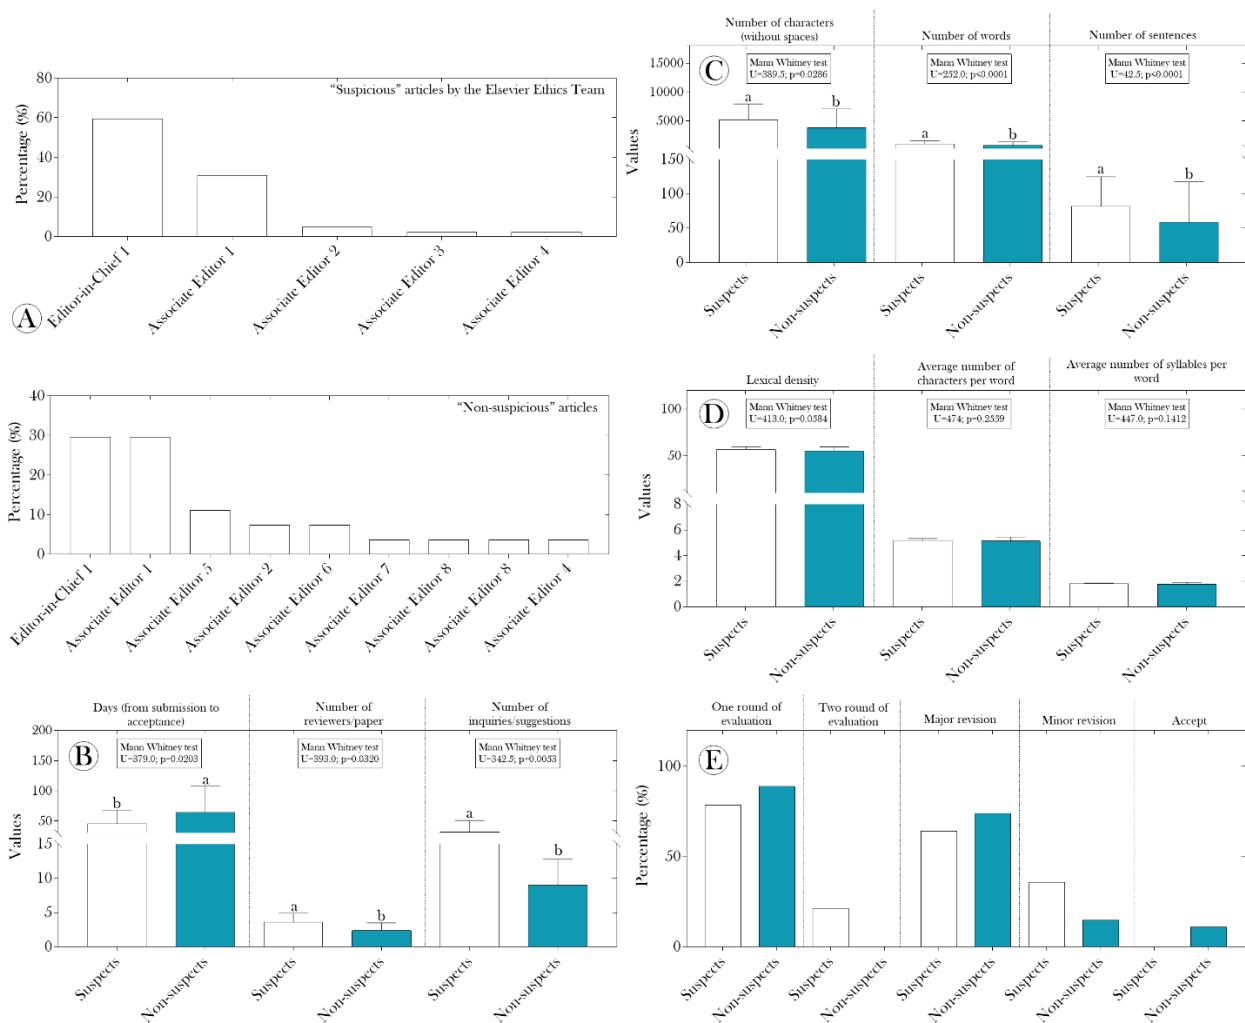 80
60
40
20
0
Percentage (%)
"Suspicious" articles by the Elsevier Ethics Team
Editor-in-Chief 1
Associate Editor 1
Associate Editor 2
Associate Editor 3
Associate Editor 4
A
40
30
20
10
0
Percentage (%)
"Non-suspicious" articles
Editor-in-Chief 1
Associate Editor 1
Associate Editor 5
Associate Editor 2
Associate Editor 6
Associate Editor 7
Associate Editor 8
Associate Editor 8
Associate Editor 4
Days (from submission to
acceptance)
Number of
reviewers/paper
Number of
inquiries/suggestions
B
Mann Whitney test
U=379.0; p=0.0203
Mann Whitney test
U=393.0; p=0.0320
Mann Whitney test
U=342.5; p=0.0053
200
150
100
50
15
10
5
0
Values
b
a
a
b
a
b
Suspects
Non-suspects
Suspects
Non-suspects
Suspects
Non-suspects
Number of characters
(without spaces)
Number of words
Number of sentences
C
Mann Whitney test
U=389.5; p=0.0286
Mann Whitney test
U=252.0; p<0.0001
Mann Whitney test
U=42.5; p<0.0001
15000
10000
5000
150
100
50
0
Values
a
b
a
b
a
b
Suspects
Non-suspects
Suspects
Non-suspects
Suspects
Non-suspects
Lexical density
Average number of
characters per word
Average number of syllables per
word
D
Mann Whitney test
U=413.0; p=0.0584
Mann Whitney test
U=474; p=0.2559
Mann Whitney test
U=447.0; p=0.1412
100
50
8
6
4
2
0
Values
Suspects
Non-suspects
Suspects
Non-suspects
Suspects
Non-suspects
One round of
evaluation
Two round of
evaluation
Major revision
Minor revision
Accept
E
100
50
0
Percentage (%)
Suspects
Non-suspects
Suspects
Non-suspects
Suspects
Non-suspects
Suspects
Non-suspects
Suspects
Non-suspects